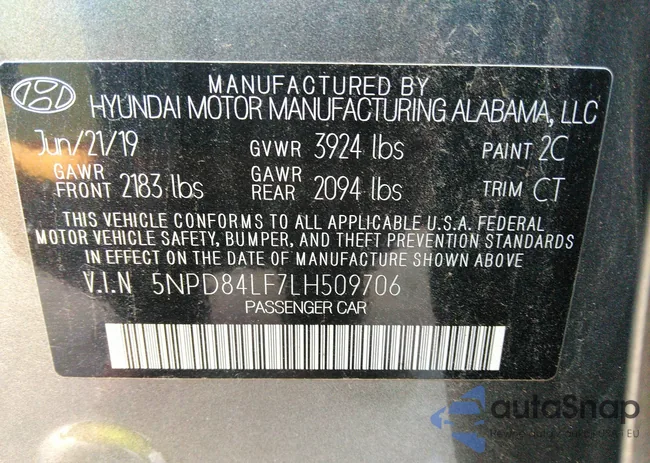 MANUFACTURED BY
HYUNDAI MOTOR MANUFACTURING ALABAMA, LLC
Jun/21/19 GVWR 3924 lbs PAINT 2C
GAWR FRONT 2183 lbs GAWR REAR 2094 lbs TRIM CT
THIS VEHICLE CONFORMS TO ALL APPLICABLE U.S.A. FEDERAL
MOTOR VEHICLE SAFETY, BUMPER, AND THEFT PREVENTION STANDARDS
IN EFFECT ON THE DATE OF MANUFACTURE SHOWN ABOVE
V.I.N 5NPD84LF7LH509706
PASSENGER CAR
autoSnap